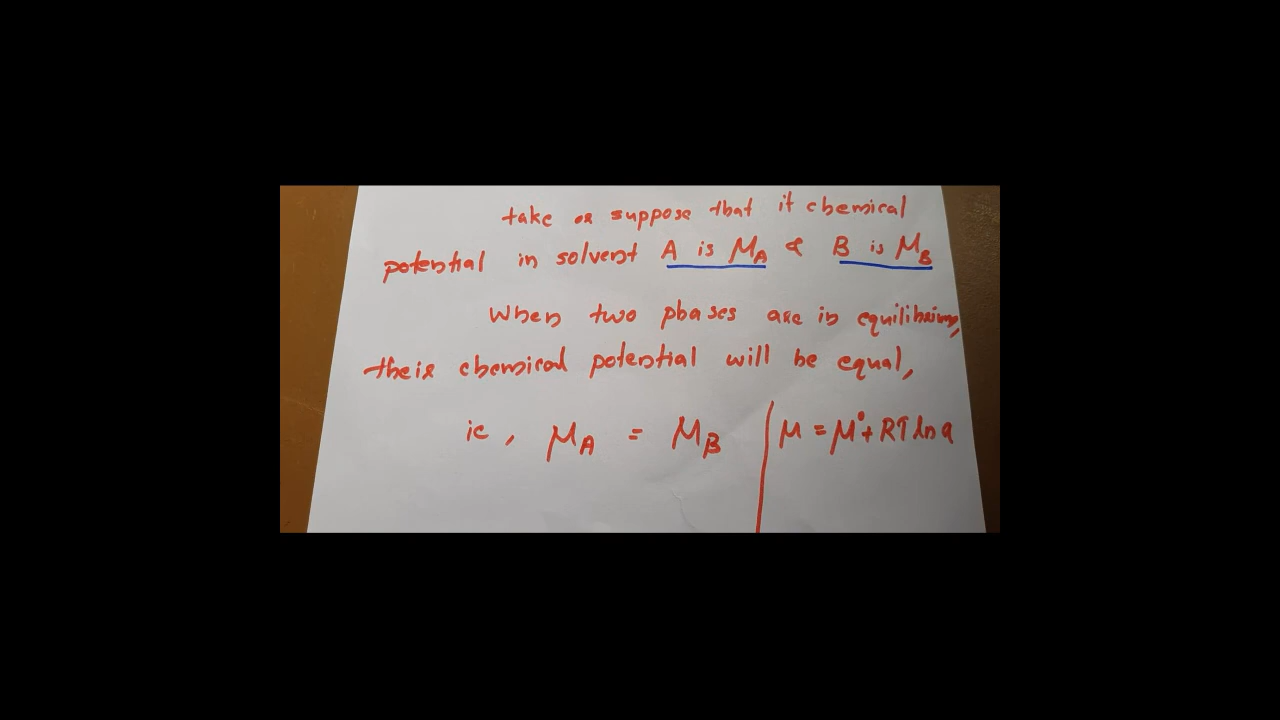 take or suppose that it chemical
potential in solvent A is μA & B is μB
When two phases are in equilibrium,
their chemical potential will be equal,
ie, μA = μB | μ = μ° + RT ln a